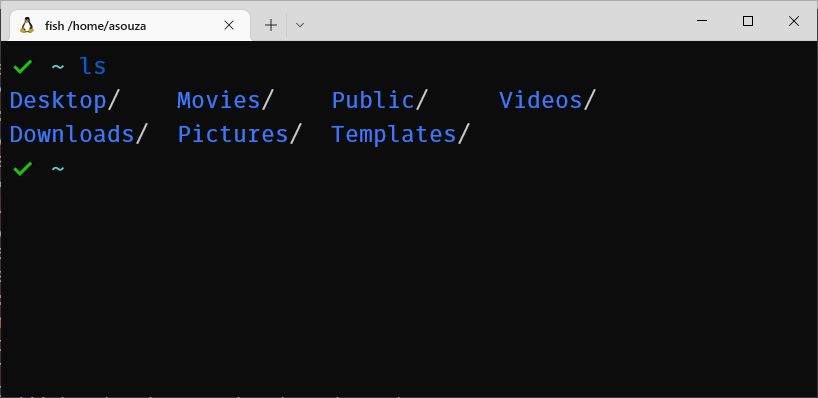 fish /home/asouza
✔ ~ ls
Desktop/ Movies/ Public/ Videos/
Downloads/ Pictures/ Templates/
✔ ~